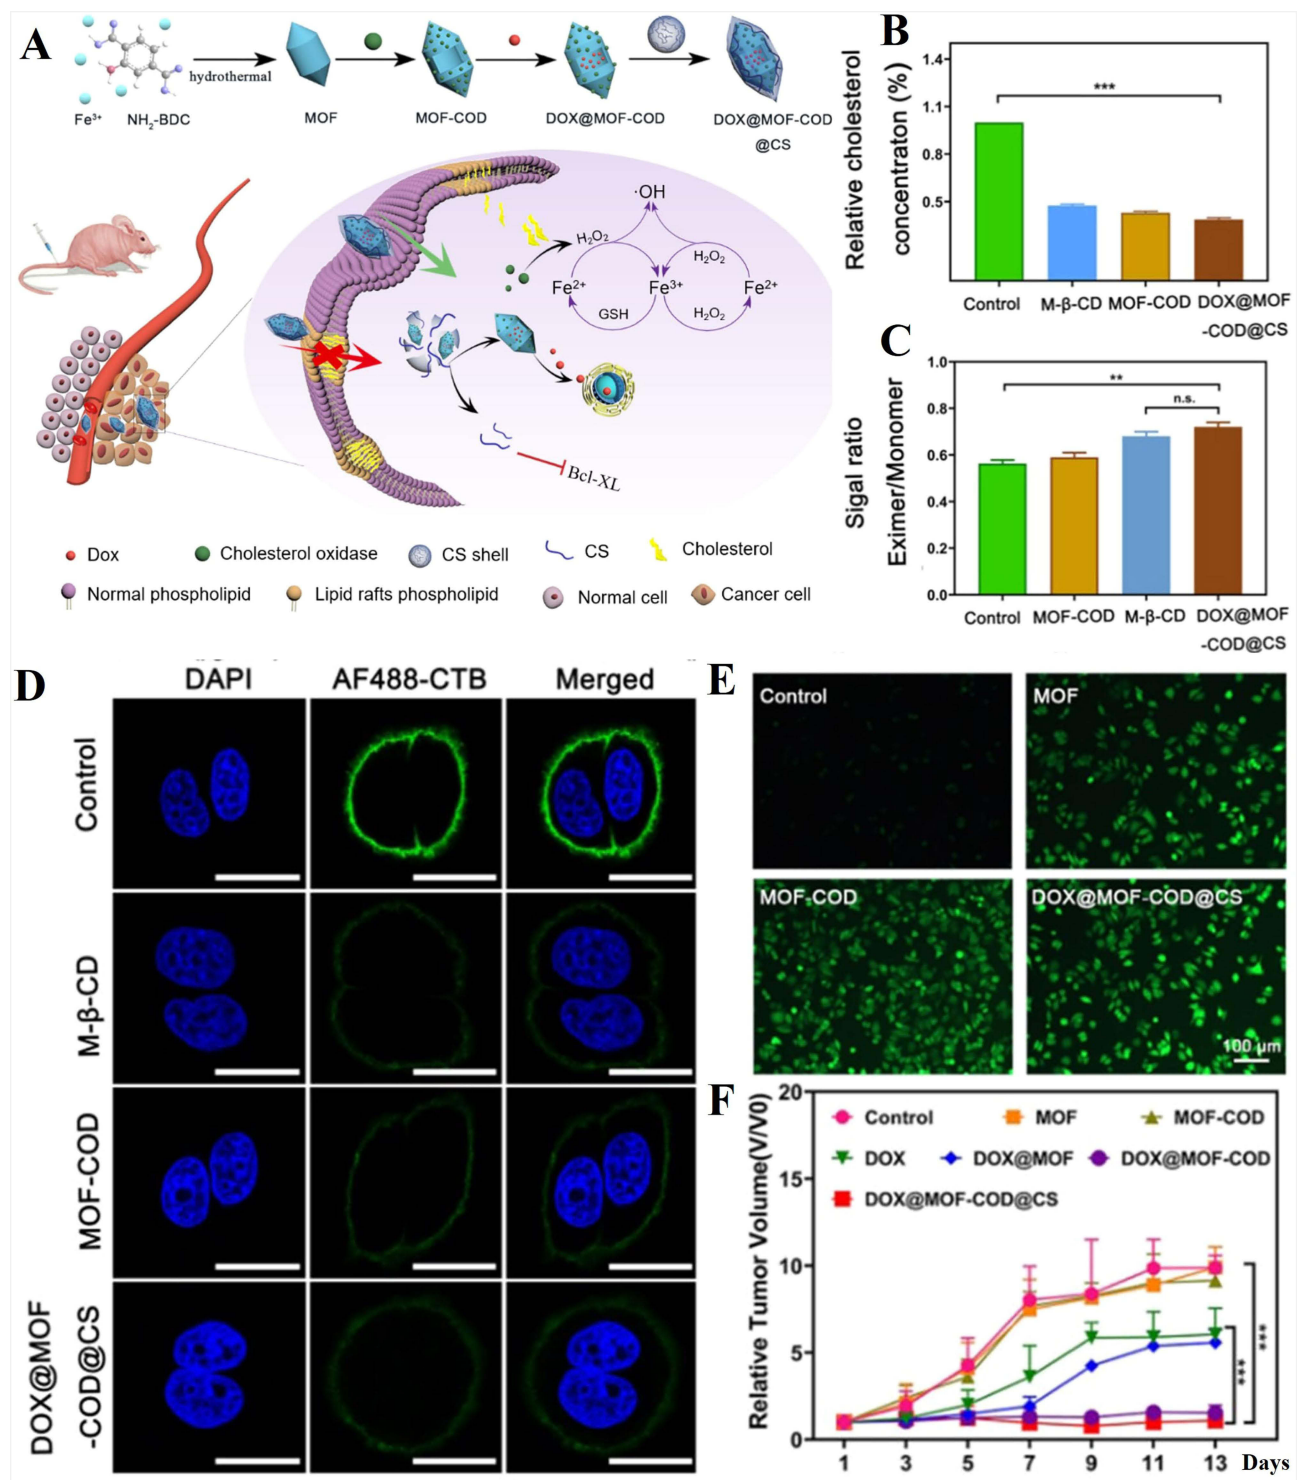 A
Fe³⁺
NH₂-BDC
hydrothermal
MOF
MOF-COD
DOX@MOF-COD
DOX@MOF-COD
@CS
·OH
H₂O₂
H₂O₂
Fe²⁺
Fe³⁺
Fe²⁺
GSH
H₂O₂
Bcl-XL
Dox
Cholesterol oxidase
CS shell
CS
Cholesterol
Normal phospholipid
Lipid rafts phospholipid
Normal cell
Cancer cell
B
Relative cholesterol
concentraton (%)
1.4
1.1
0.8
0.5
***
Control
M-β-CD
MOF-COD
DOX@MOF
-COD@CS
C
Sigal ratio
Eximer/Monomer
1.0
0.8
0.6
0.4
0.2
0.0
**
n.s.
Control
MOF-COD
M-β-CD
DOX@MOF
-COD@CS
D
DAPI
AF488-CTB
Merged
Control
M-β-CD
MOF-COD
DOX@MOF
-COD@CS
E
Control
MOF
MOF-COD
DOX@MOF-COD@CS
100 μm
F
Relative Tumor Volume(V/V0)
20
15
10
5
0
Control
MOF
MOF-COD
DOX
DOX@MOF
DOX@MOF-COD
DOX@MOF-COD@CS
***
***
1 3 5 7 9 11 13 Days